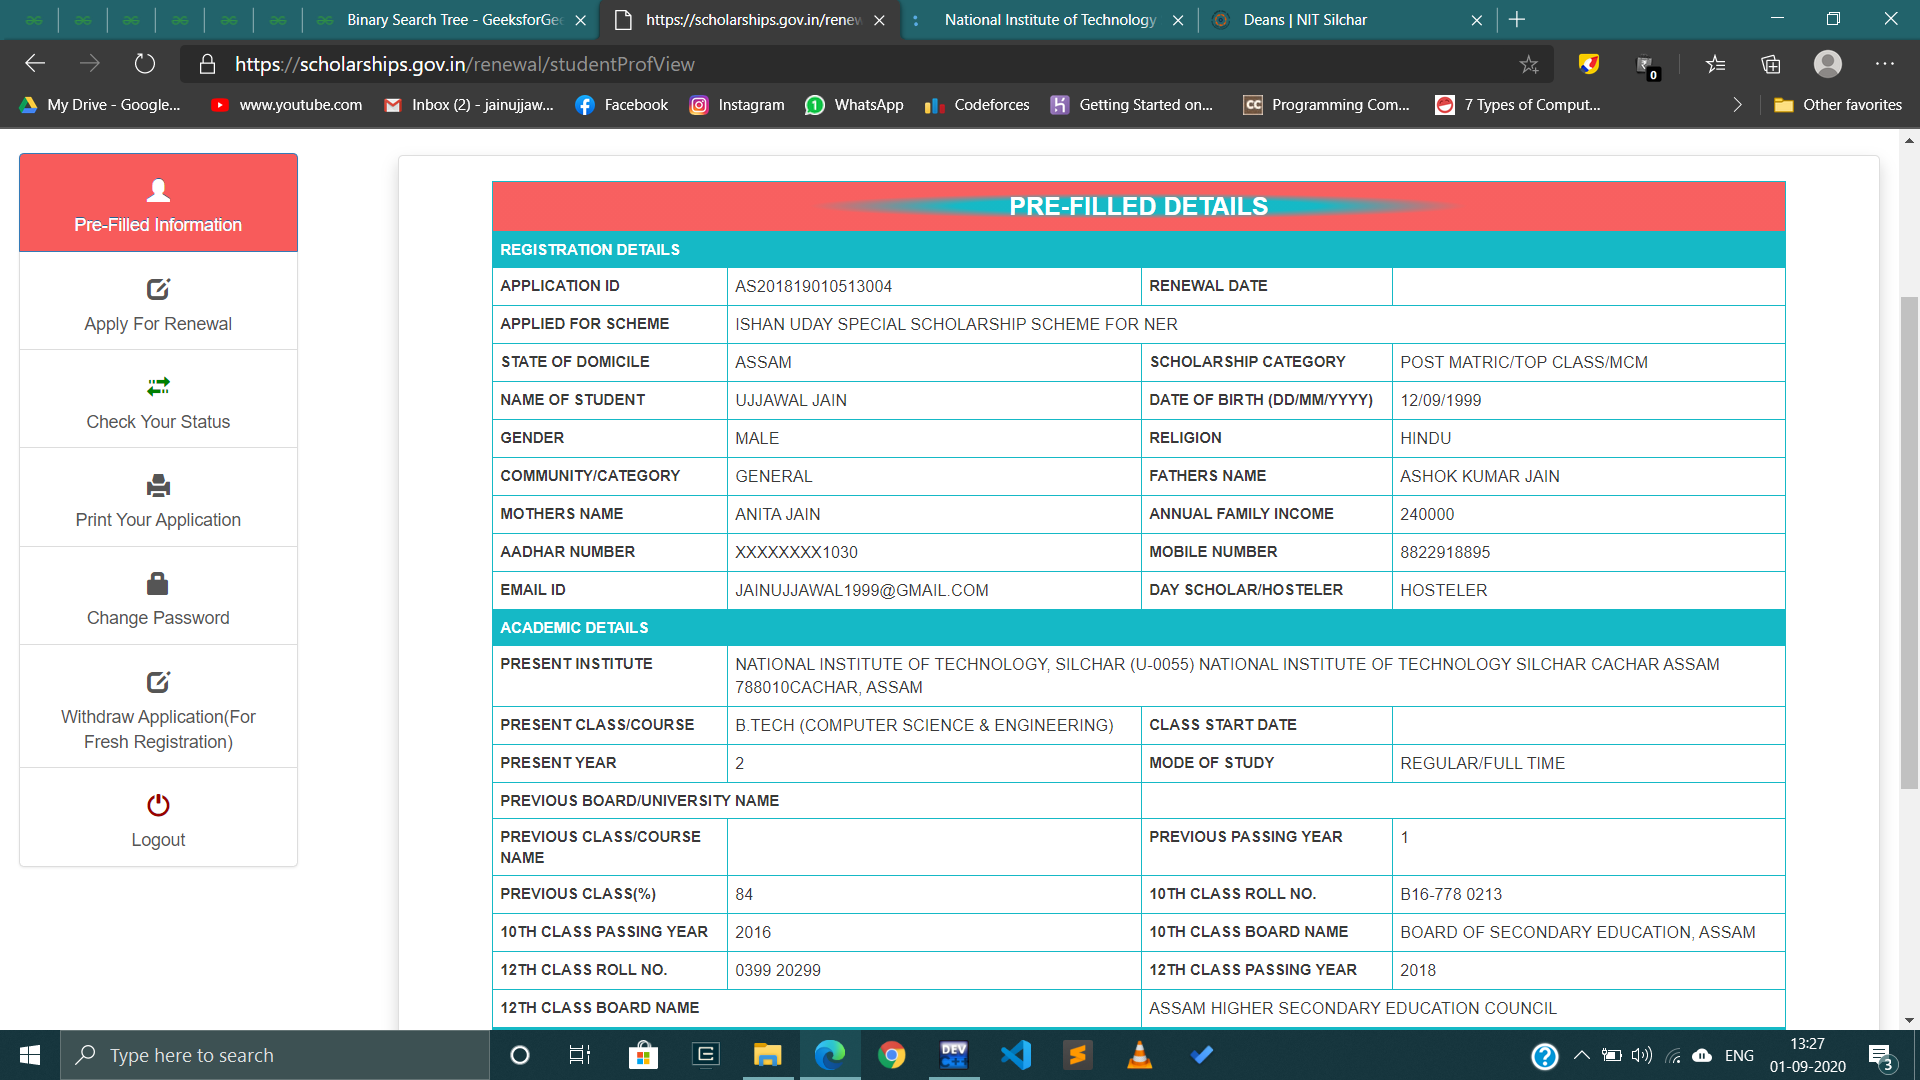 Binary Search Tree - GeeksforGee
https://scholarships.gov.in/renew
National Institute of Technology
Deans | NIT Silchar
https://scholarships.gov.in/renewal/studentProfView
0
My Drive - Google...
www.youtube.com
Inbox (2) - jainujjaw...
Facebook
Instagram
1 WhatsApp
Codeforces
Getting Started on...
CC Programming Com...
7 Types of Comput...
Other favorites
Pre-Filled Information
Apply For Renewal
Check Your Status
Print Your Application
Change Password
Withdraw Application(For
Fresh Registration)
Logout
PRE-FILLED DETAILS
REGISTRATION DETAILS
APPLICATION ID AS201819010513004 RENEWAL DATE
APPLIED FOR SCHEME ISHAN UDAY SPECIAL SCHOLARSHIP SCHEME FOR NER
STATE OF DOMICILE ASSAM SCHOLARSHIP CATEGORY POST MATRIC/TOP CLASS/MCM
NAME OF STUDENT UJJAWAL JAIN DATE OF BIRTH (DD/MM/YYYY) 12/09/1999
GENDER MALE RELIGION HINDU
COMMUNITY/CATEGORY GENERAL FATHERS NAME ASHOK KUMAR JAIN
MOTHERS NAME ANITA JAIN ANNUAL FAMILY INCOME 240000
AADHAR NUMBER XXXXXXXX1030 MOBILE NUMBER 8822918895
EMAIL ID JAINUJJAWAL1999@GMAIL.COM DAY SCHOLAR/HOSTELER HOSTELER
ACADEMIC DETAILS
PRESENT INSTITUTE NATIONAL INSTITUTE OF TECHNOLOGY, SILCHAR (U-0055) NATIONAL INSTITUTE OF TECHNOLOGY SILCHAR CACHAR ASSAM
788010CACHAR, ASSAM
PRESENT CLASS/COURSE B.TECH (COMPUTER SCIENCE & ENGINEERING) CLASS START DATE
PRESENT YEAR 2 MODE OF STUDY REGULAR/FULL TIME
PREVIOUS BOARD/UNIVERSITY NAME
PREVIOUS CLASS/COURSE PREVIOUS PASSING YEAR 1
NAME
PREVIOUS CLASS(%) 84 10TH CLASS ROLL NO. B16-778 0213
10TH CLASS PASSING YEAR 2016 10TH CLASS BOARD NAME BOARD OF SECONDARY EDUCATION, ASSAM
12TH CLASS ROLL NO. 0399 20299 12TH CLASS PASSING YEAR 2018
12TH CLASS BOARD NAME ASSAM HIGHER SECONDARY EDUCATION COUNCIL
Type here to search
DEV
ENG
13:27
01-09-2020
3